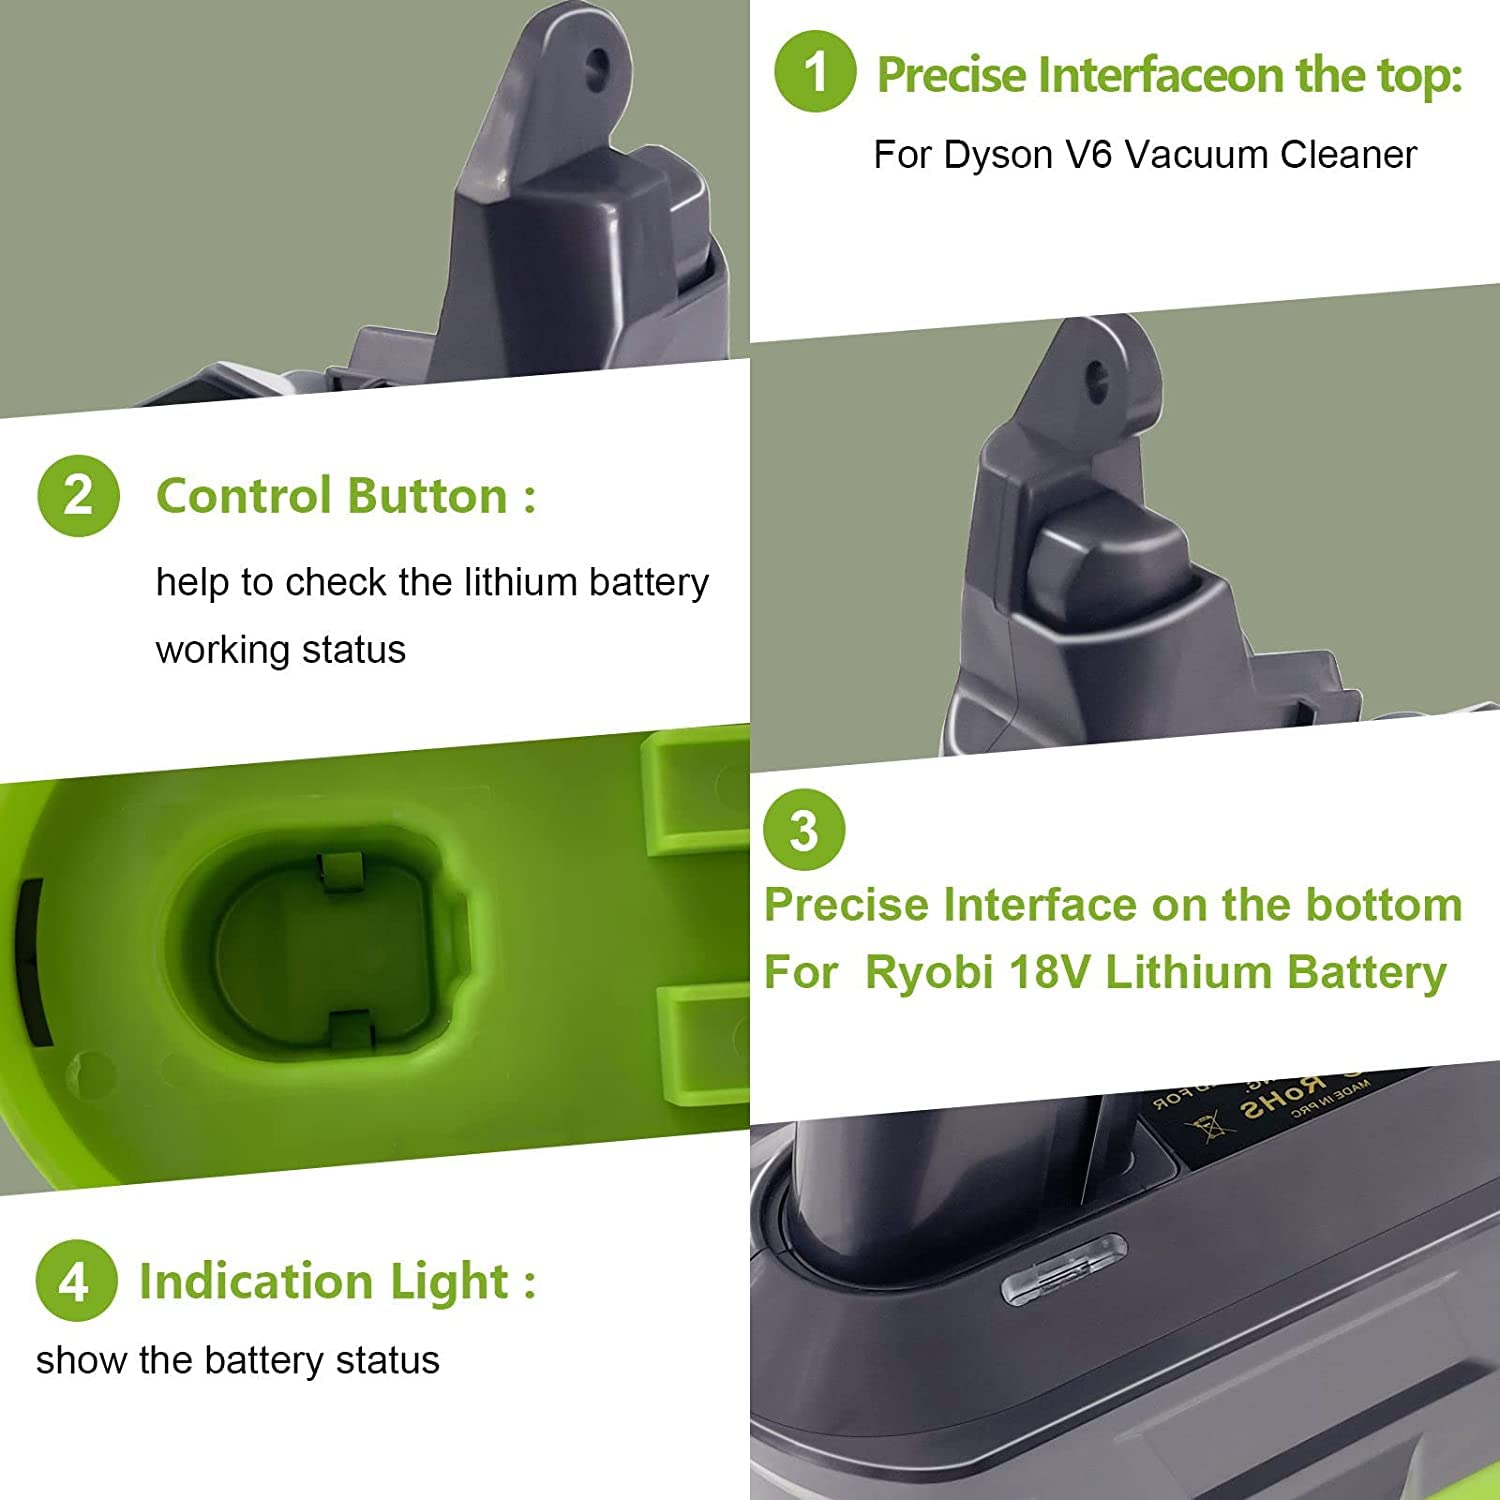 1
Precise Interfaceon the top:
For Dyson V6 Vacuum Cleaner
2
Control Button :
help to check the lithium battery
working status
3
Precise Interface on the bottom
For Ryobi 18V Lithium Battery
4
Indication Light :
show the battery status
FOR
NG.
RoHS
MADE IN PRC